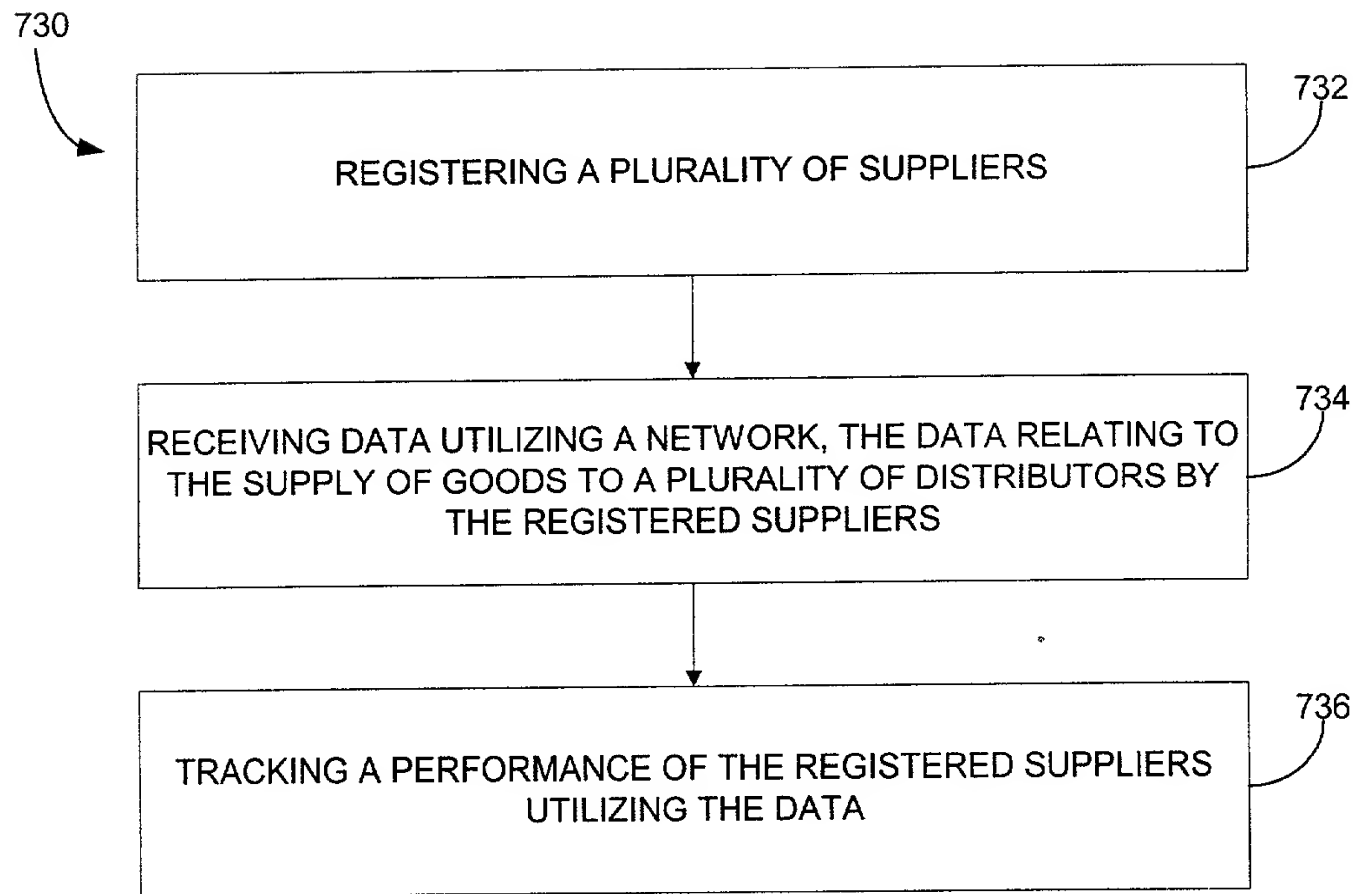 730
732
REGISTERING A PLURALITY OF SUPPLIERS
734
RECEIVING DATA UTILIZING A NETWORK, THE DATA RELATING TO
THE SUPPLY OF GOODS TO A PLURALITY OF DISTRIBUTORS BY
THE REGISTERED SUPPLIERS
736
TRACKING A PERFORMANCE OF THE REGISTERED SUPPLIERS
UTILIZING THE DATA